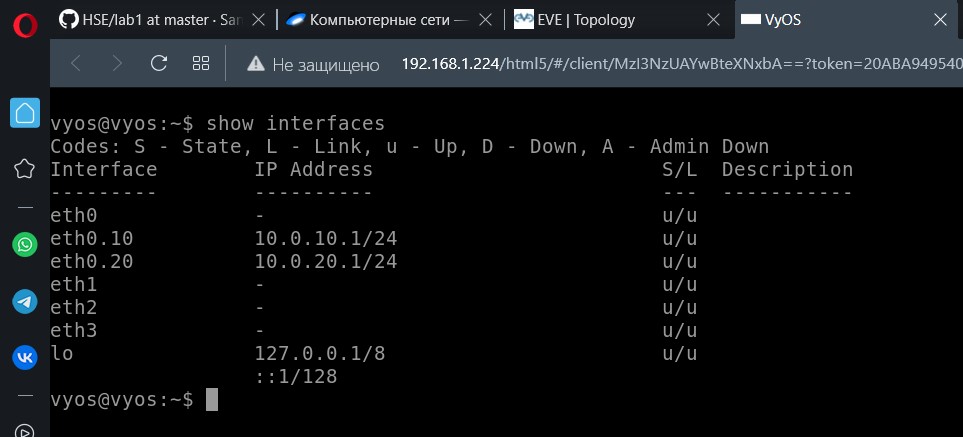 HSE/lab1 at master · San
Компьютерные сети —
EVE | Topology
VyOS
Не защищено 192.168.1.224/html5/#/client/MzI3NzUAYwBteXNxbA==?token=20ABA949540
vyos@vyos:~$ show interfaces
Codes: S - State, L - Link, u - Up, D - Down, A - Admin Down
Interface IP Address S/L Description
--------- ---------- --- -----------
eth0 - u/u
eth0.10 10.0.10.1/24 u/u
eth0.20 10.0.20.1/24 u/u
eth1 - u/u
eth2 - u/u
eth3 - u/u
lo 127.0.0.1/8 u/u
::1/128
vyos@vyos:~$